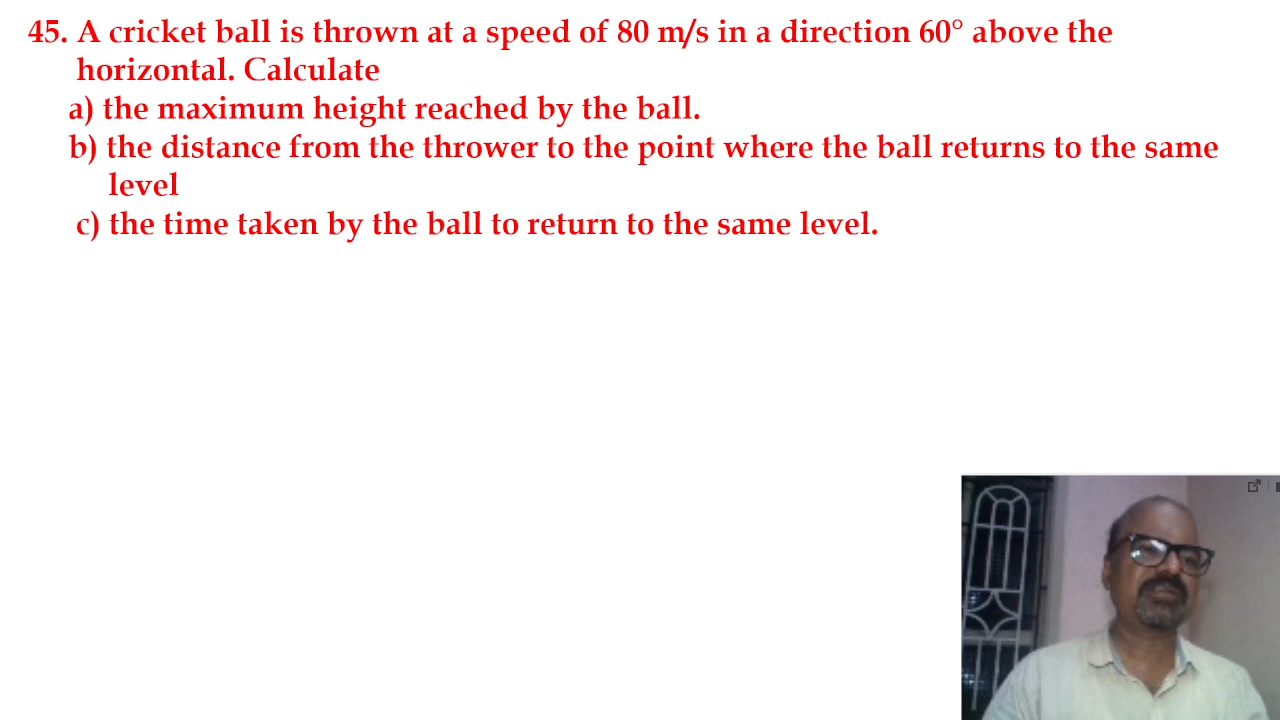 45. A cricket ball is thrown at a speed of 80 m/s in a direction 60° above the
horizontal. Calculate
a) the maximum height reached by the ball.
b) the distance from the thrower to the point where the ball returns to the same
level
c) the time taken by the ball to return to the same level.